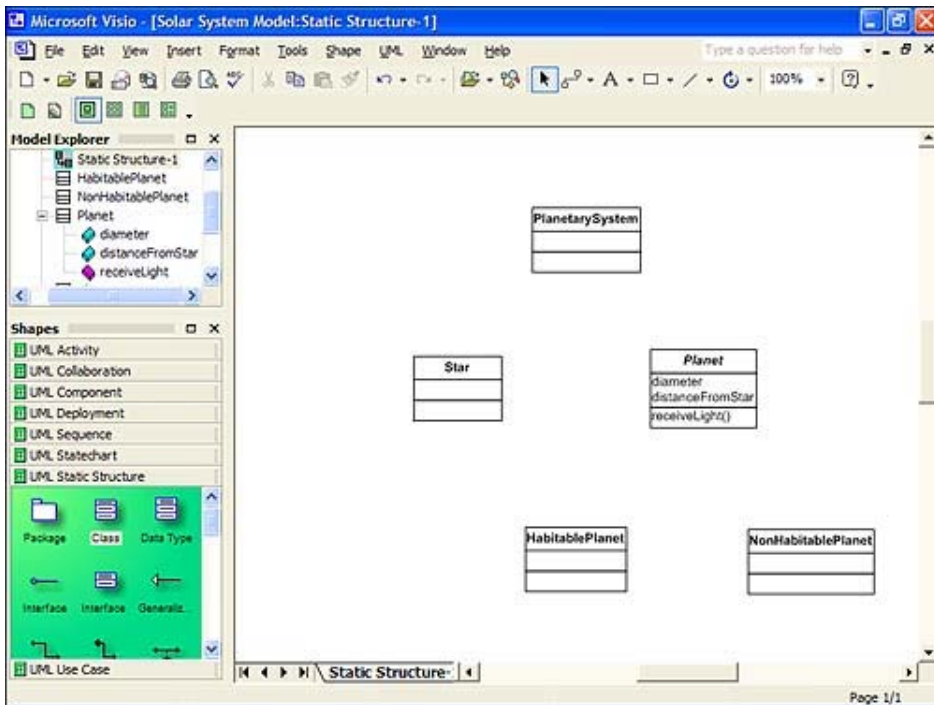 Microsoft Visio - [Solar System Model:Static Structure-1]
File Edit View Insert Format Tools Shape UML Window Help Type a question for help
100%
Model Explorer
Static Structure-1
HabitablePlanet
NonHabitablePlanet
Planet
diameter
distanceFromStar
receiveLight
Shapes
UML Activity
UML Collaboration
UML Component
UML Deployment
UML Sequence
UML Statechart
UML Static Structure
Package Class Data Type
Interface Interface Generaliz...
UML Use Case
PlanetarySystem
Star
Planet
diameter
distanceFromStar
receiveLight()
HabitablePlanet
NonHabitablePlanet
Static Structure-
Page 1/1